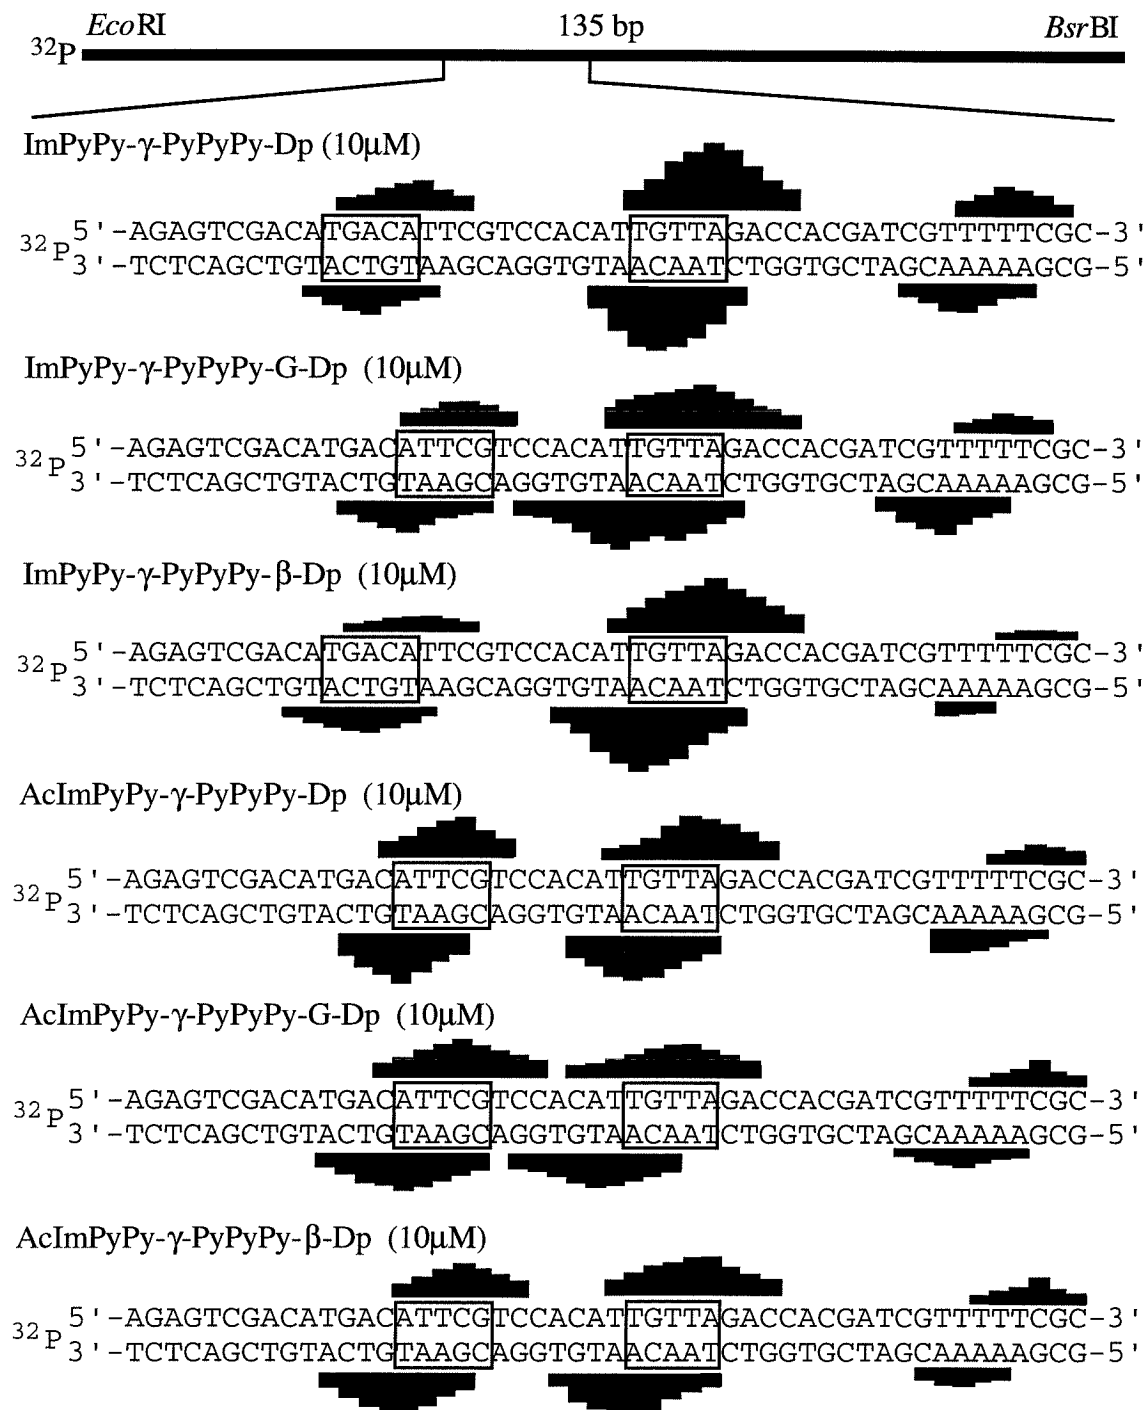 EcoRI 135 bp BsrBI
32P
ImPyPy-γ-PyPyPy-Dp (10μM)
5'-AGAGTCGACATGACATTCGTCCACATTGTTAGACCACGATCGTTTTTCGC-3'
32P
3'-TCTCAGCTGTACTGTAAGCAGGTGTAACAATCTGGTGCTAGCAAAAAGCG-5'
ImPyPy-γ-PyPyPy-G-Dp (10μM)
5'-AGAGTCGACATGACATTCGTCCACATTGTTAGACCACGATCGTTTTTCGC-3'
32P
3'-TCTCAGCTGTACTGTAAGCAGGTGTAACAATCTGGTGCTAGCAAAAAGCG-5'
ImPyPy-γ-PyPyPy-β-Dp (10μM)
5'-AGAGTCGACATGACATTCGTCCACATTGTTAGACCACGATCGTTTTTCGC-3'
32P
3'-TCTCAGCTGTACTGTAAGCAGGTGTAACAATCTGGTGCTAGCAAAAAGCG-5'
AcImPyPy-γ-PyPyPy-Dp (10μM)
5'-AGAGTCGACATGACATTCGTCCACATTGTTAGACCACGATCGTTTTTCGC-3'
32P
3'-TCTCAGCTGTACTGTAAGCAGGTGTAACAATCTGGTGCTAGCAAAAAGCG-5'
AcImPyPy-γ-PyPyPy-G-Dp (10μM)
5'-AGAGTCGACATGACATTCGTCCACATTGTTAGACCACGATCGTTTTTCGC-3'
32P
3'-TCTCAGCTGTACTGTAAGCAGGTGTAACAATCTGGTGCTAGCAAAAAGCG-5'
AcImPyPy-γ-PyPyPy-β-Dp (10μM)
5'-AGAGTCGACATGACATTCGTCCACATTGTTAGACCACGATCGTTTTTCGC-3'
32P
3'-TCTCAGCTGTACTGTAAGCAGGTGTAACAATCTGGTGCTAGCAAAAAGCG-5'